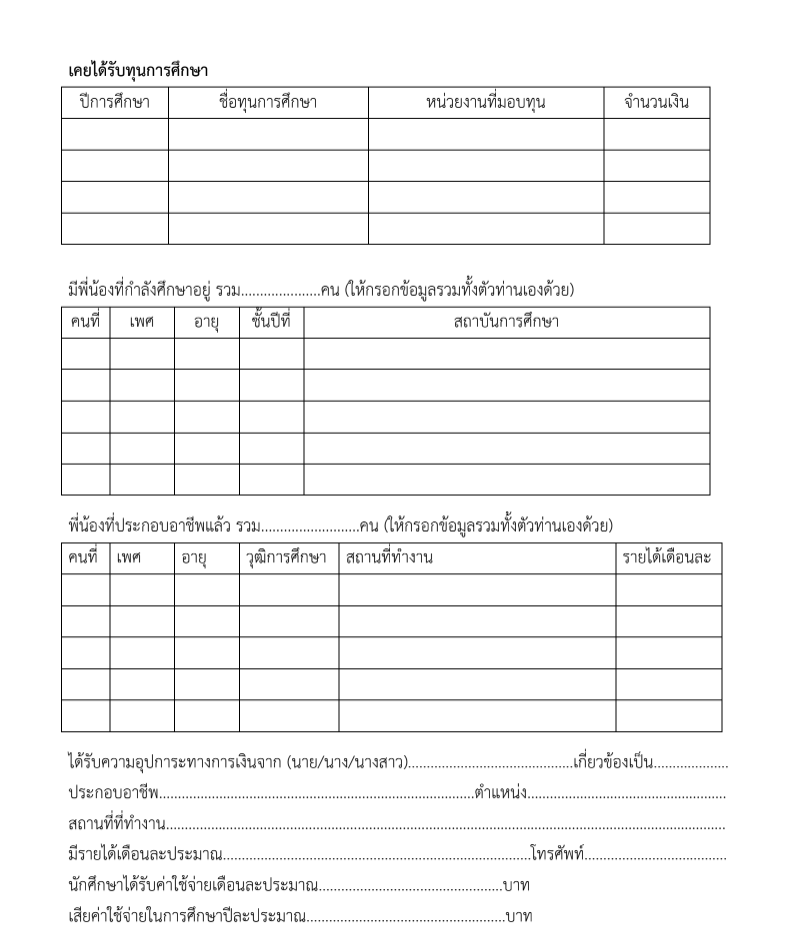 เคยได้รับทุนการศึกษา
ปีการศึกษา ชื่อทุนการศึกษา หน่วยงานที่มอบทุน จำนวนเงิน
มีพี่น้องที่กำลังศึกษาอยู่ รวม.....................คน (ให้กรอกข้อมูลรวมทั้งตัวท่านเองด้วย)
คนที่ เพศ อายุ ชั้นปีที่ สถาบันการศึกษา
พี่น้องที่ประกอบอาชีพแล้ว รวม..........................คน (ให้กรอกข้อมูลรวมทั้งตัวท่านเองด้วย)
คนที่ เพศ อายุ วุฒิการศึกษา สถานที่ทำงาน รายได้เดือนละ
ได้รับความอุปการะทางการเงินจาก (นาย/นาง/นางสาว)............................................เกี่ยวข้องเป็น....................
ประกอบอาชีพ....................................................................................ตำแหน่ง.....................................................
สถานที่ที่ทำงาน.....................................................................................................................................................
มีรายได้เดือนละประมาณ..................................................................................โทรศัพท์......................................
นักศึกษาได้รับค่าใช้จ่ายเดือนละประมาณ.................................................บาท
เสียค่าใช้จ่ายในการศึกษาปีละประมาณ.....................................................บาท